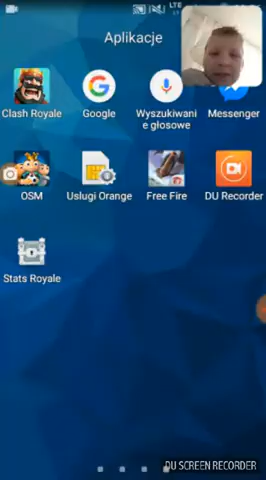 LTE
Aplikacje
Clash Royale
Google
Wyszukiwani
e głosowe
Messenger
OSM
Usługi Orange
Free Fire
DU Recorder
Stats Royale
DU SCREEN RECORDER